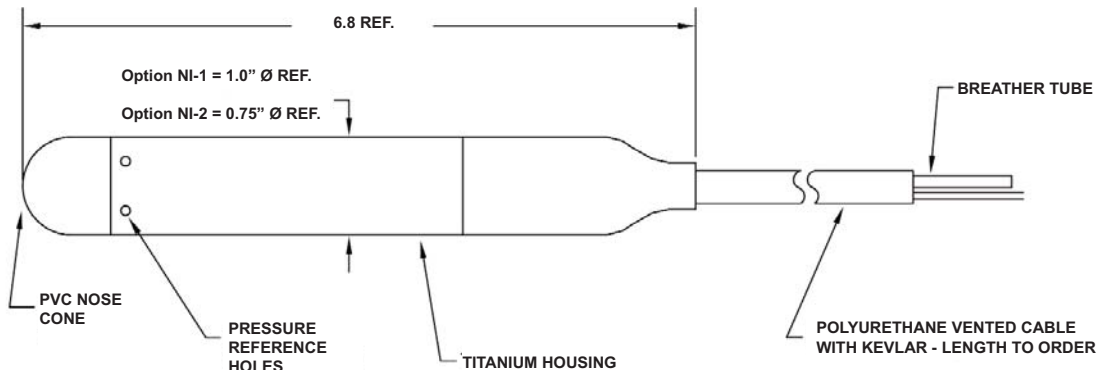 6.8 REF.
Option NI-1 = 1.0” Ø REF.
Option NI-2 = 0.75” Ø REF.
BREATHER TUBE
PVC NOSE
CONE
PRESSURE
REFERENCE
HOLES
TITANIUM HOUSING
POLYURETHANE VENTED CABLE
WITH KEVLAR - LENGTH TO ORDER